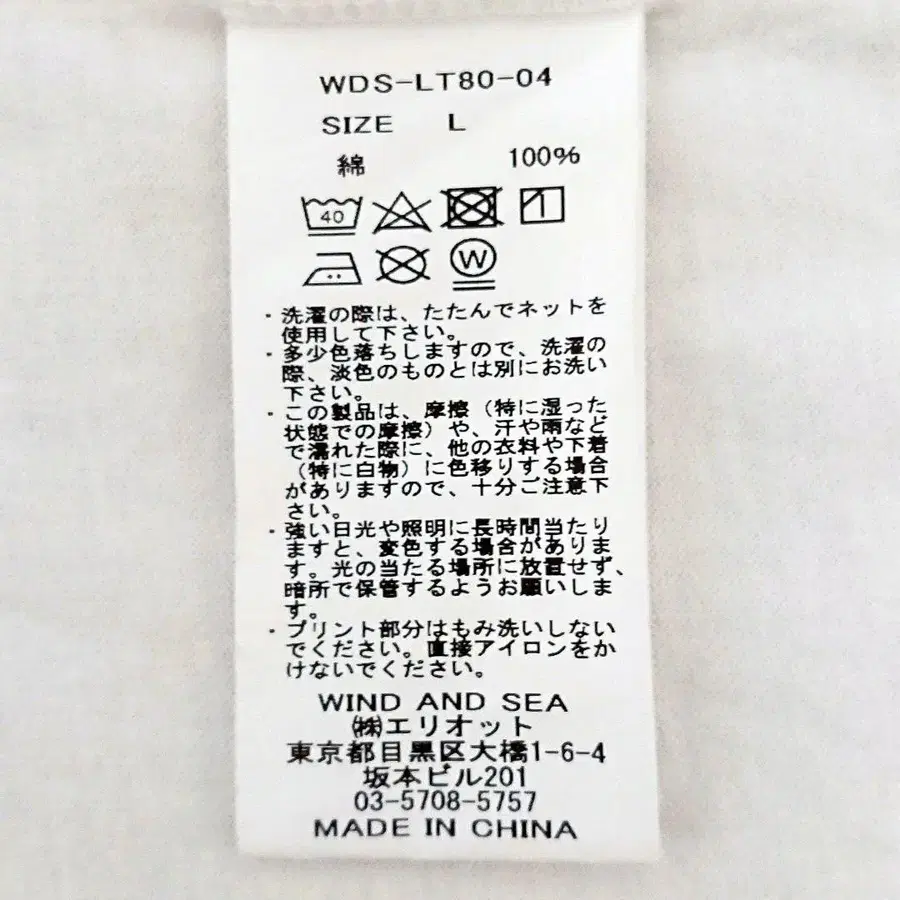 WDS-LT80-04
SIZE L
綿 100%
40
W
・洗濯の際は、たたんでネットを
使用して下さい。
・多少色落ちしますので、洗濯の
際、淡色のものとは別にお洗い
下さい。
・この製品は、摩擦（特に湿った
状態での摩擦）や、汗や雨など
で濡れた際に、他の衣料や下着
（特に白物）に色移りする場合
がありますので、十分ご注意下
さい。
・強い日光や照明に長時間当たり
ますと、変色する場合がありま
す。光の当たる場所に放置せず、
暗所で保管するようお願いしま
す。
・プリント部分はもみ洗いしない
でください。直接アイロンをか
けないでください。
WIND AND SEA
㈱エリオット
東京都目黒区大橋1-6-4
坂本ビル201
03-5708-5757
MADE IN CHINA